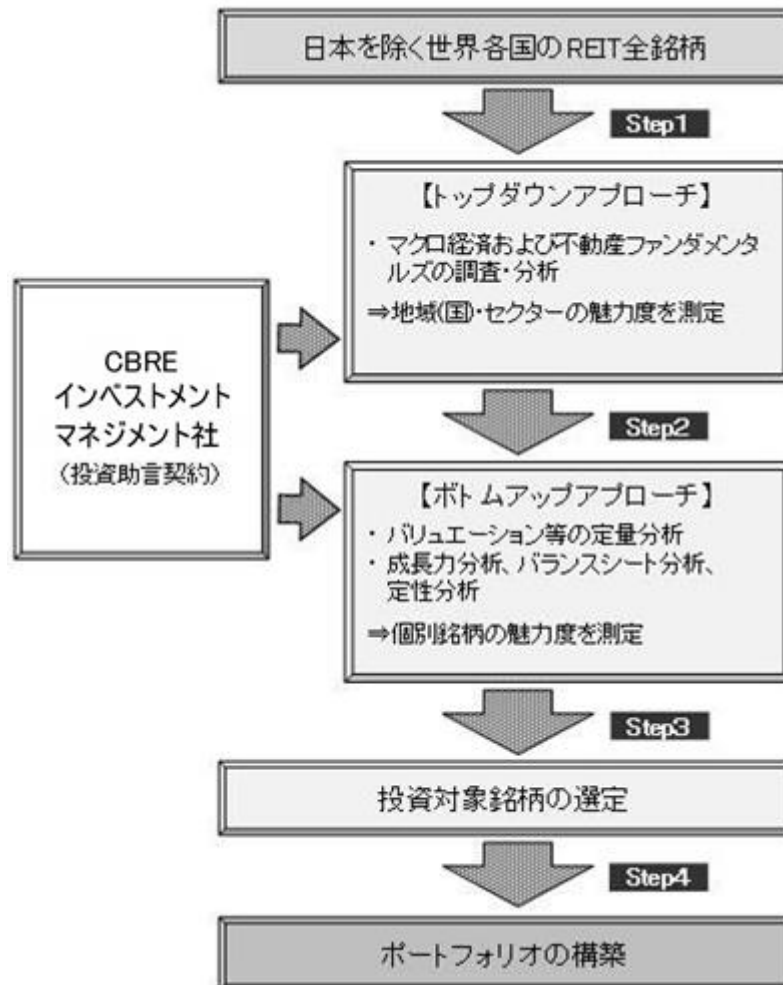 日本を除く世界各国のREIT全銘柄
Step1
【トップダウンアプローチ】
・ マクロ経済および不動産ファンダメンタ
ルズの調査・分析
⇒地域(国)・セクターの魅力度を測定
CBRE
インベストメント
マネジメント社
（投資助言契約）
Step2
【ボトムアップアプローチ】
・ バリュエーション等の定量分析
・ 成長力分析、バランスシート分析、
定性分析
⇒個別銘柄の魅力度を測定
Step3
投資対象銘柄の選定
Step4
ポートフォリオの構築